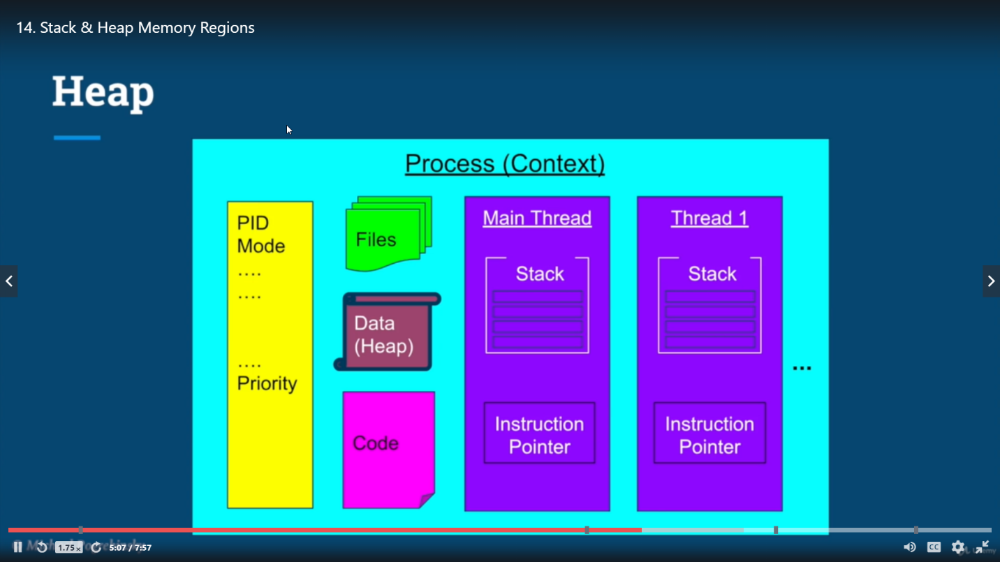 14. Stack & Heap Memory Regions
Heap
Process (Context)
PID
Mode
....
....
....
Priority
Files
Data
(Heap)
Code
Main Thread
Stack
Instruction
Pointer
Thread 1
Stack
Instruction
Pointer
...
1.75x
5:07 / 7:57
CC